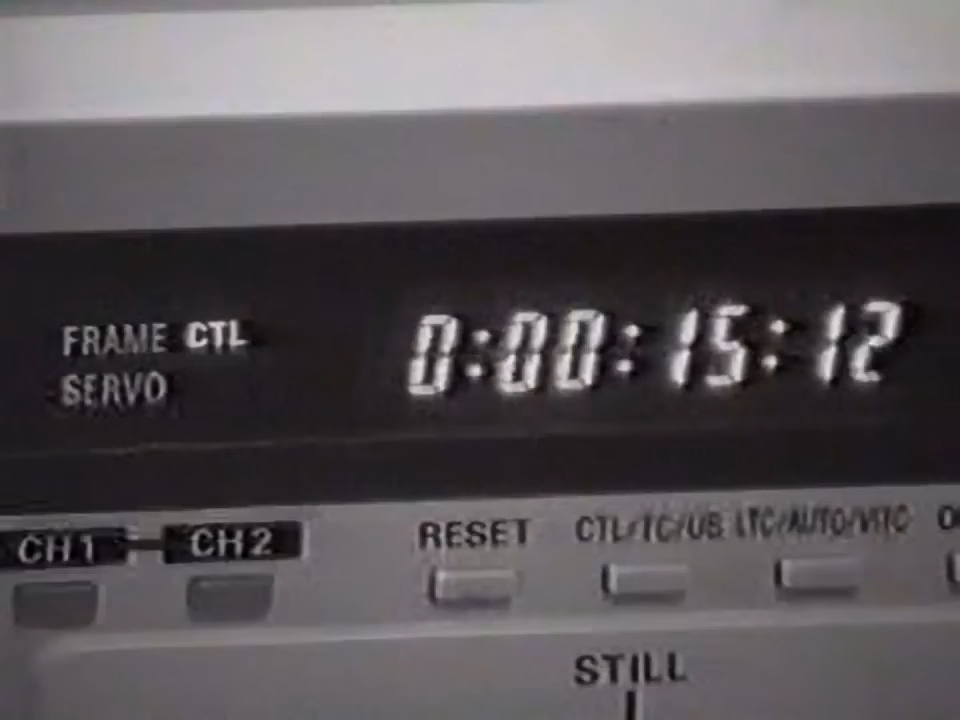 FRAME CTL 0:00:15:12
SERVO
CH1 CH2 RESET CTL/TC/UB LTC/AUTO/VITC
STILL